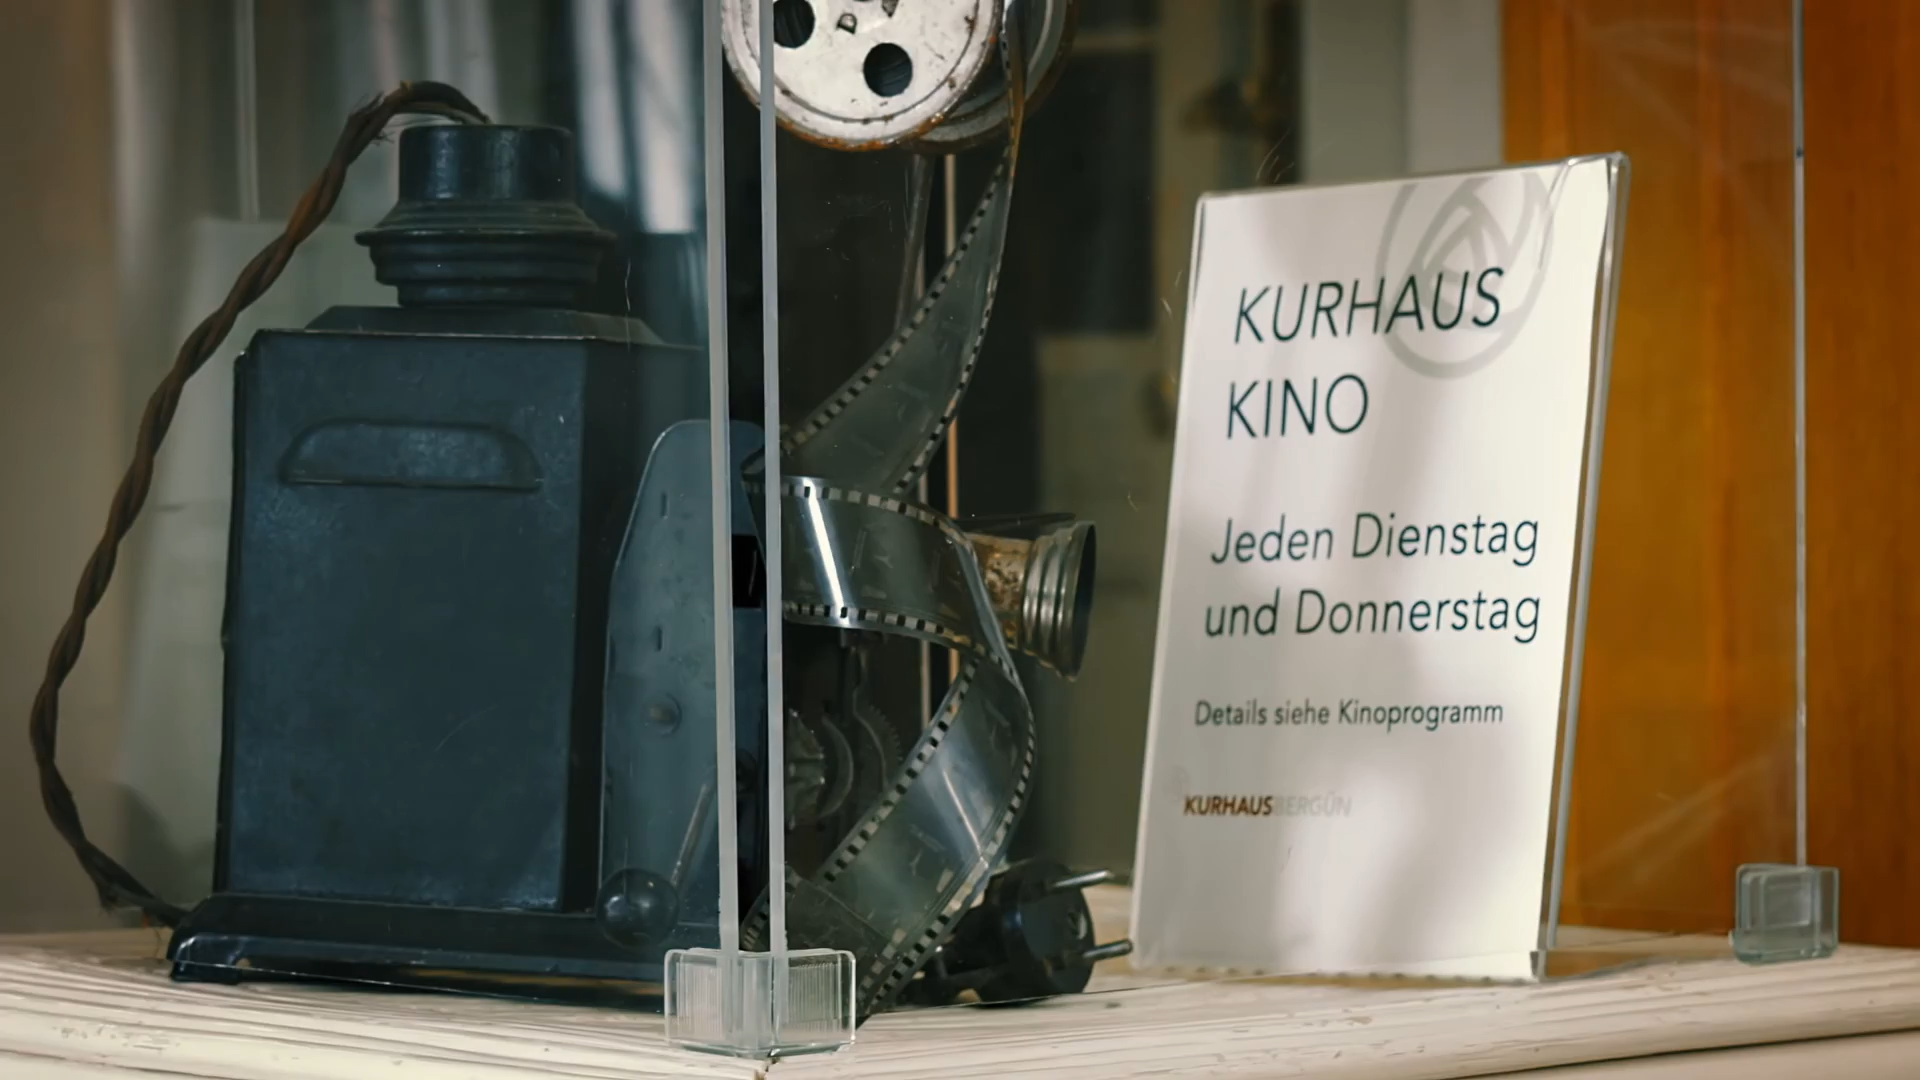 KURHAUS
KINO
Jeden Dienstag
und Donnerstag
Details siehe Kinoprogramm
KURHAUSBERGÜN